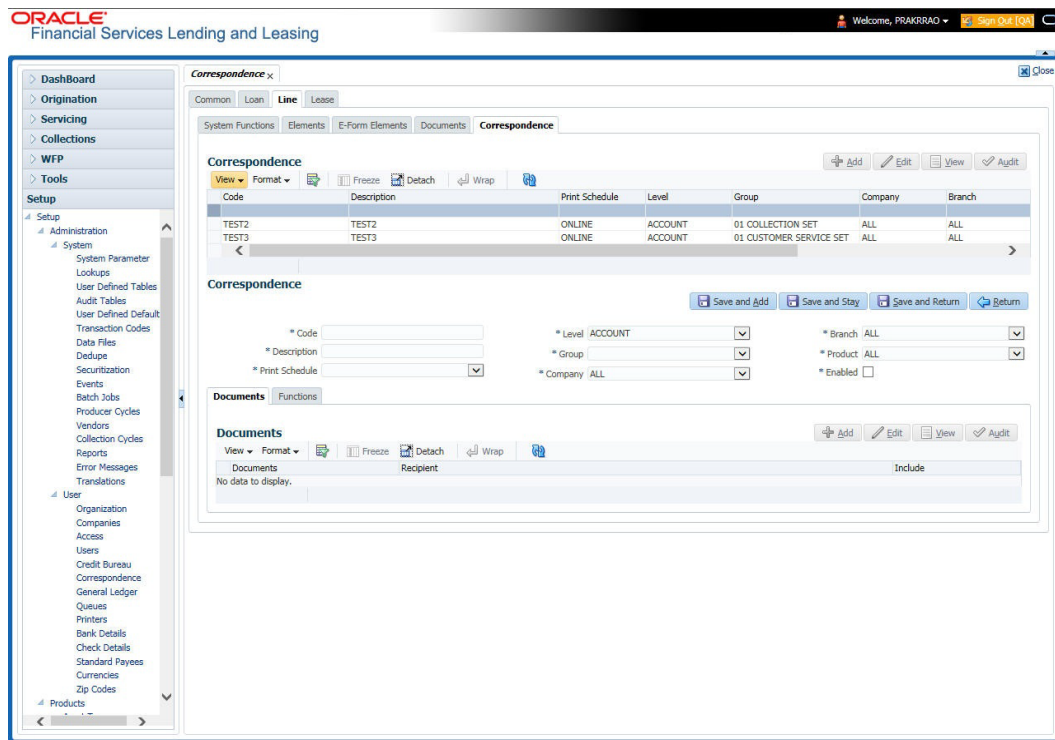 ORACLE
Financial Services Lending and Leasing
Welcome, PRAKRRAO
Sign Out [QA]
DashBoard
Origination
Servicing
Collections
WFP
Tools
Setup
Setup
Administration
System
System Parameter
Lookups
User Defined Tables
Audit Tables
User Defined Default
Transaction Codes
Data Files
Dedupe
Securitization
Events
Batch Jobs
Producer Cycles
Vendors
Collection Cycles
Reports
Error Messages
Translations
User
Organization
Companies
Access
Users
Credit Bureau
Correspondence
General Ledger
Queues
Printers
Bank Details
Check Details
Standard Payees
Currencies
Zip Codes
Products
Correspondence
Close
Common Loan Line Lease
System Functions Elements E-Form Elements Documents Correspondence
Correspondence
Add Edit View Audit
View Format Freeze Detach Wrap
Code Description Print Schedule Level Group Company Branch
TEST2 TEST2 ONLINE ACCOUNT 01 COLLECTION SET ALL ALL
TEST3 TEST3 ONLINE ACCOUNT 01 CUSTOMER SERVICE SET ALL ALL
Correspondence
Save and Add Save and Stay Save and Return Return
* Code * Level ACCOUNT * Branch ALL
* Description * Group * Product ALL
* Print Schedule * Company ALL * Enabled
Documents Functions
Documents
Add Edit View Audit
View Format Freeze Detach Wrap
Documents Recipient Include
No data to display.